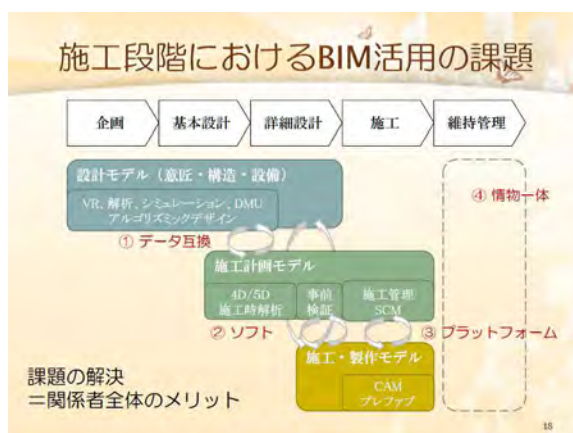 施工段階におけるBIM活用の課題
企画
基本設計
詳細設計
施工
維持管理
設計モデル（意匠・構造・設備）
VR、解析、シミュレーション、DMU
アルゴリズミックデザイン
④ 情物一体
① データ互換
施工計画モデル
4D/5D
施工時解析
事前
検証
施工管理
SCM
② ソフト
③ プラットフォーム
施工・製作モデル
CAM
プレファブ
課題の解決
＝関係者全体のメリット
18